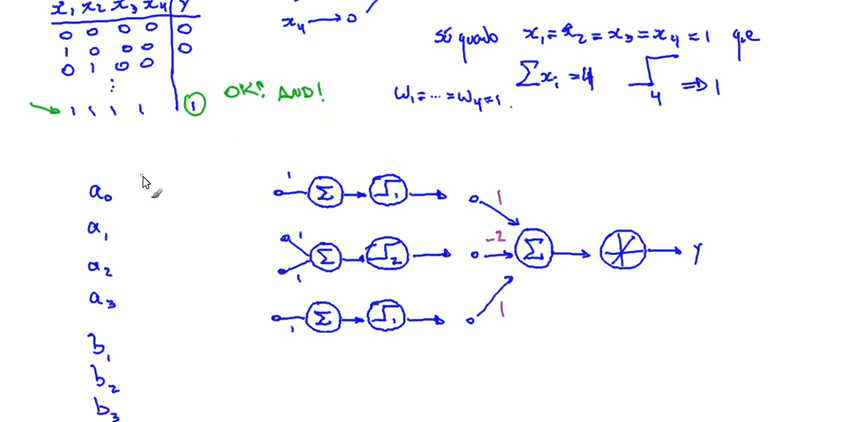 x₁ x₂ x₃ x₄ | y
0 0 0 0 | 0
1 0 0 0 | 0
0 1 0 0
⋮
1 1 1 1 | 1 OK! AND!
x₄ → 0
só quando x₁ = x₂ = x₃ = x₄ = 1 que
Σxᵢ = 4
4 ⇒ 1
w₁ = ⋯ = w₄ = 1.
a₀
a₁
a₂
a₃
b₁
b₂
b₃
1 Σ 1
1 Σ 2
1
1 Σ 1
1
-2 Σ Y
1